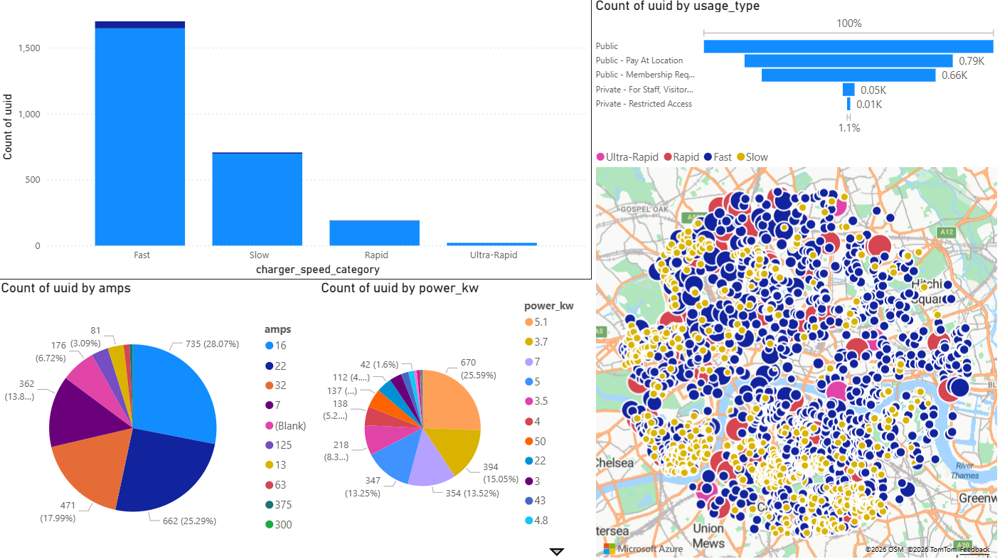 1,500
1,000
500
0
Count of uuid
Fast
Slow
Rapid
Ultra-Rapid
charger_speed_category
Count of uuid by usage_type
100%
Public
Public - Pay At Location
0.79K
Public - Membership Req...
0.66K
Private - For Staff, Visitor...
0.05K
Private - Restricted Access
0.01K
1.1%
Count of uuid by amps
81
(3.09%)
176
(6.72%)
362
(13.8...)
471
(17.99%)
662 (25.29%)
735 (28.07%)
amps
16
22
32
7
(Blank)
125
13
63
375
300
Count of uuid by power_kw
42 (1.6%)
112 (4....)
137 (...)
138
(5.2...)
218
(8.3...)
347
(13.25%)
354 (13.52%)
394
(15.05%)
670
(25.59%)
power_kw
5.1
3.7
7
5
3.5
4
50
22
3
43
4.8
Ultra-Rapid
Rapid
Fast
Slow
GOSPEL OAK
A12
A5
Hitchi
Squar
BL
Chelsea
River
Thames
Greenw
tersea
Union
Mews
A20
Microsoft Azure
©2026 OSM ©2026 TomTom Feedback